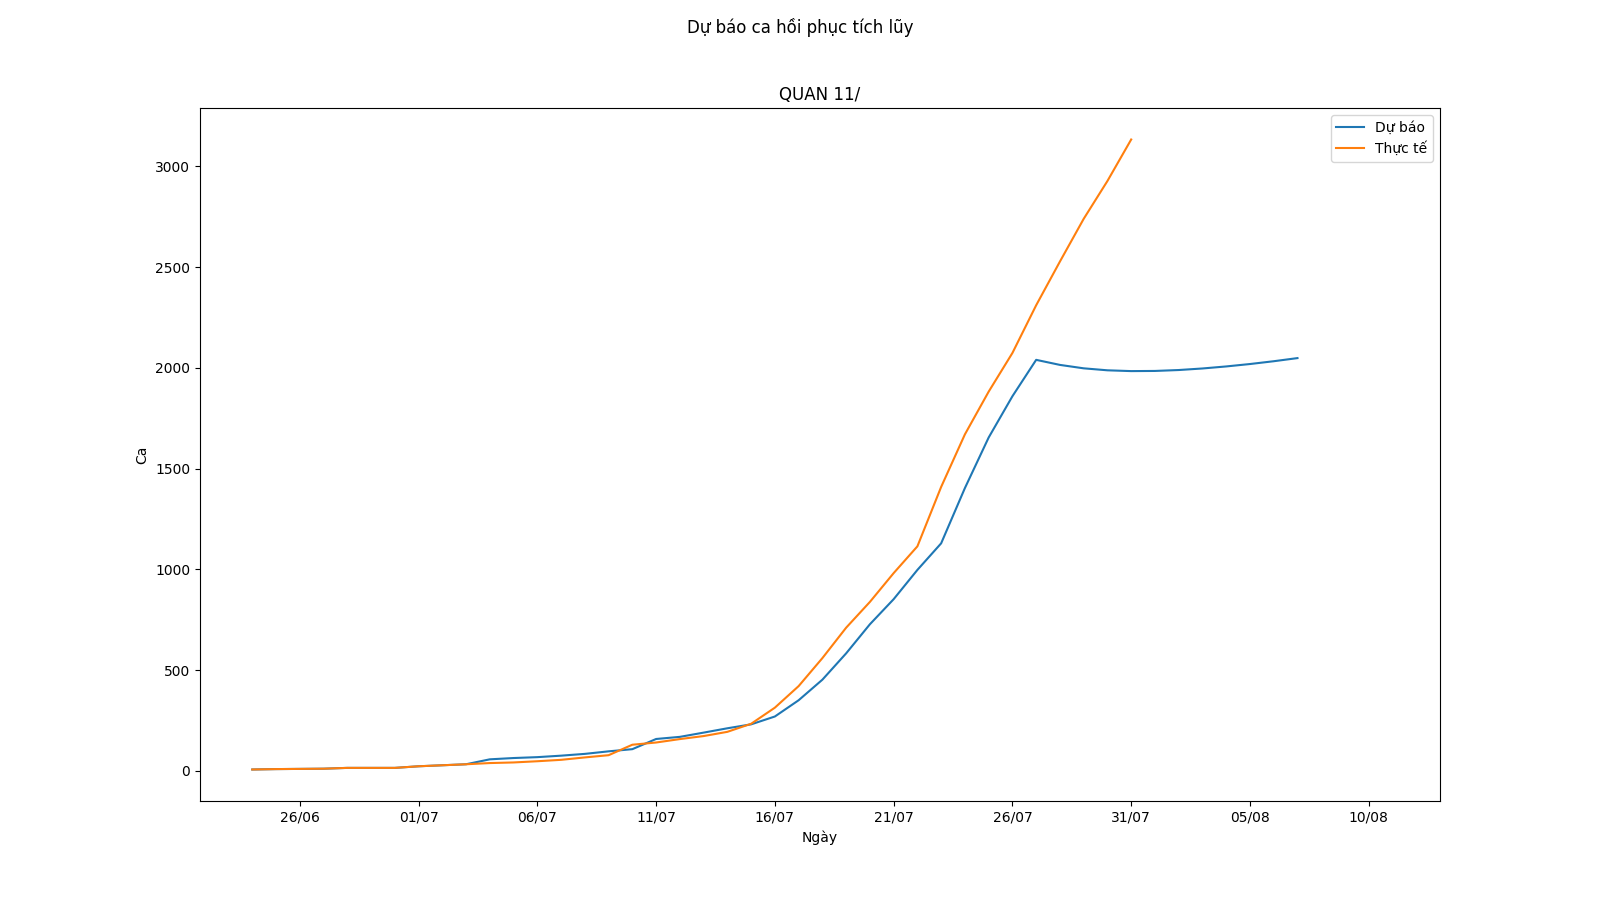 Dự báo ca hồi phục tích lũy
QUAN 11/
Dự báo
Thực tế
3000
2500
2000
1500
1000
500
0
Ca
26/06 01/07 06/07 11/07 16/07 21/07 26/07 31/07 05/08 10/08
Ngày